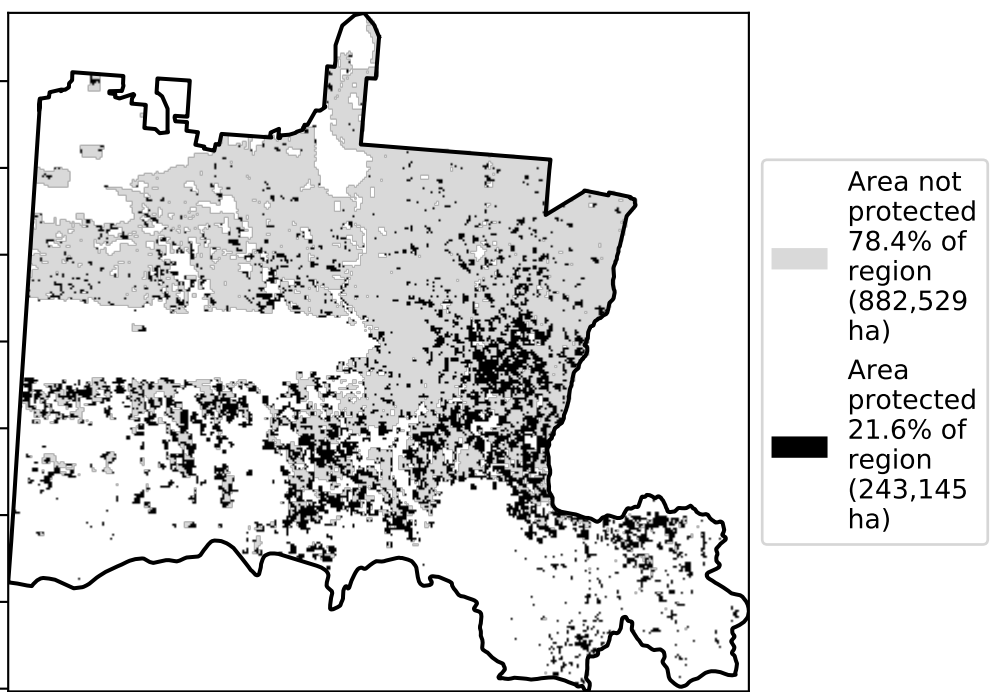 Area not
protected
78.4% of
region
(882,529
ha)
Area
protected
21.6% of
region
(243,145
ha)